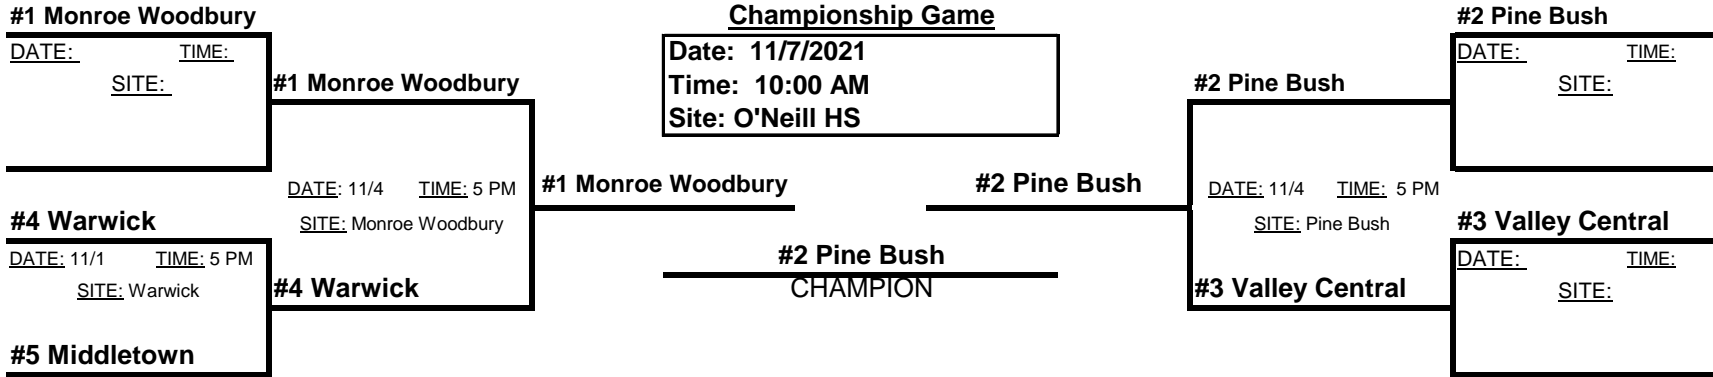 #1 Monroe Woodbury
DATE: TIME:
SITE:
#1 Monroe Woodbury
DATE: 11/4 TIME: 5 PM
SITE: Monroe Woodbury
#4 Warwick
DATE: 11/1 TIME: 5 PM
SITE: Warwick
#4 Warwick
#5 Middletown
#1 Monroe Woodbury
Championship Game
Date: 11/7/2021
Time: 10:00 AM
Site: O'Neill HS
#2 Pine Bush
CHAMPION
#2 Pine Bush
#2 Pine Bush
DATE: 11/4 TIME: 5 PM
SITE: Pine Bush
#3 Valley Central
#2 Pine Bush
DATE: TIME:
SITE:
#3 Valley Central
DATE: TIME:
SITE: